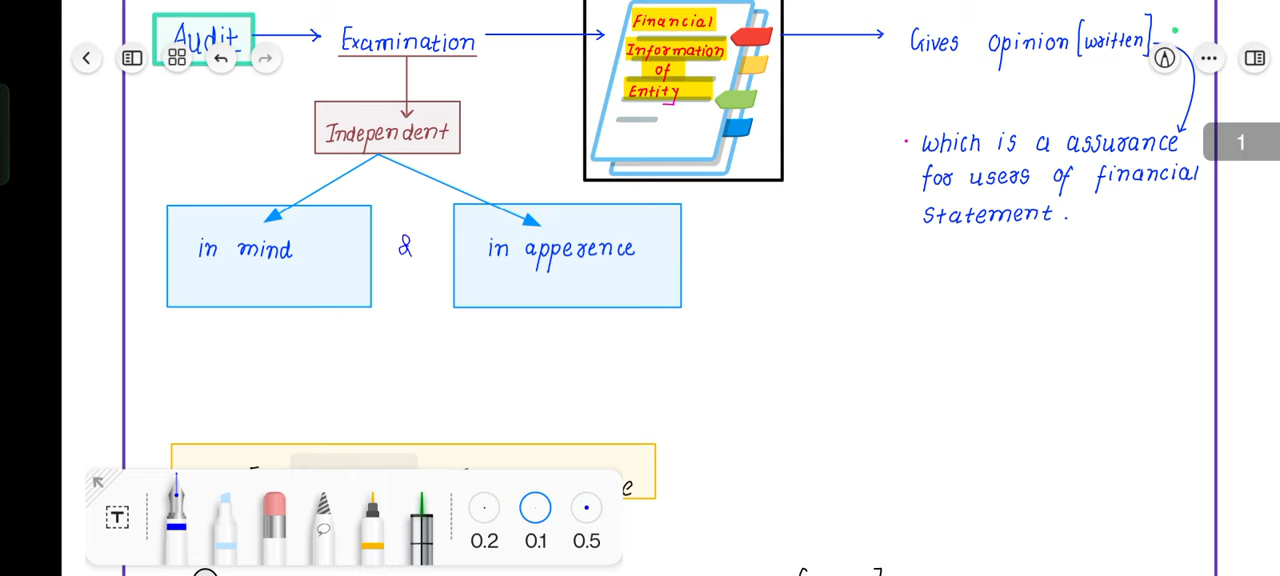 Audit
Examination
Financial
Information
of
Entity
Gives opinion [written]
Independent
which is a assurance
for users of financial
statement.
in mind
&
in apperence
1
T
0.2
0.1
0.5